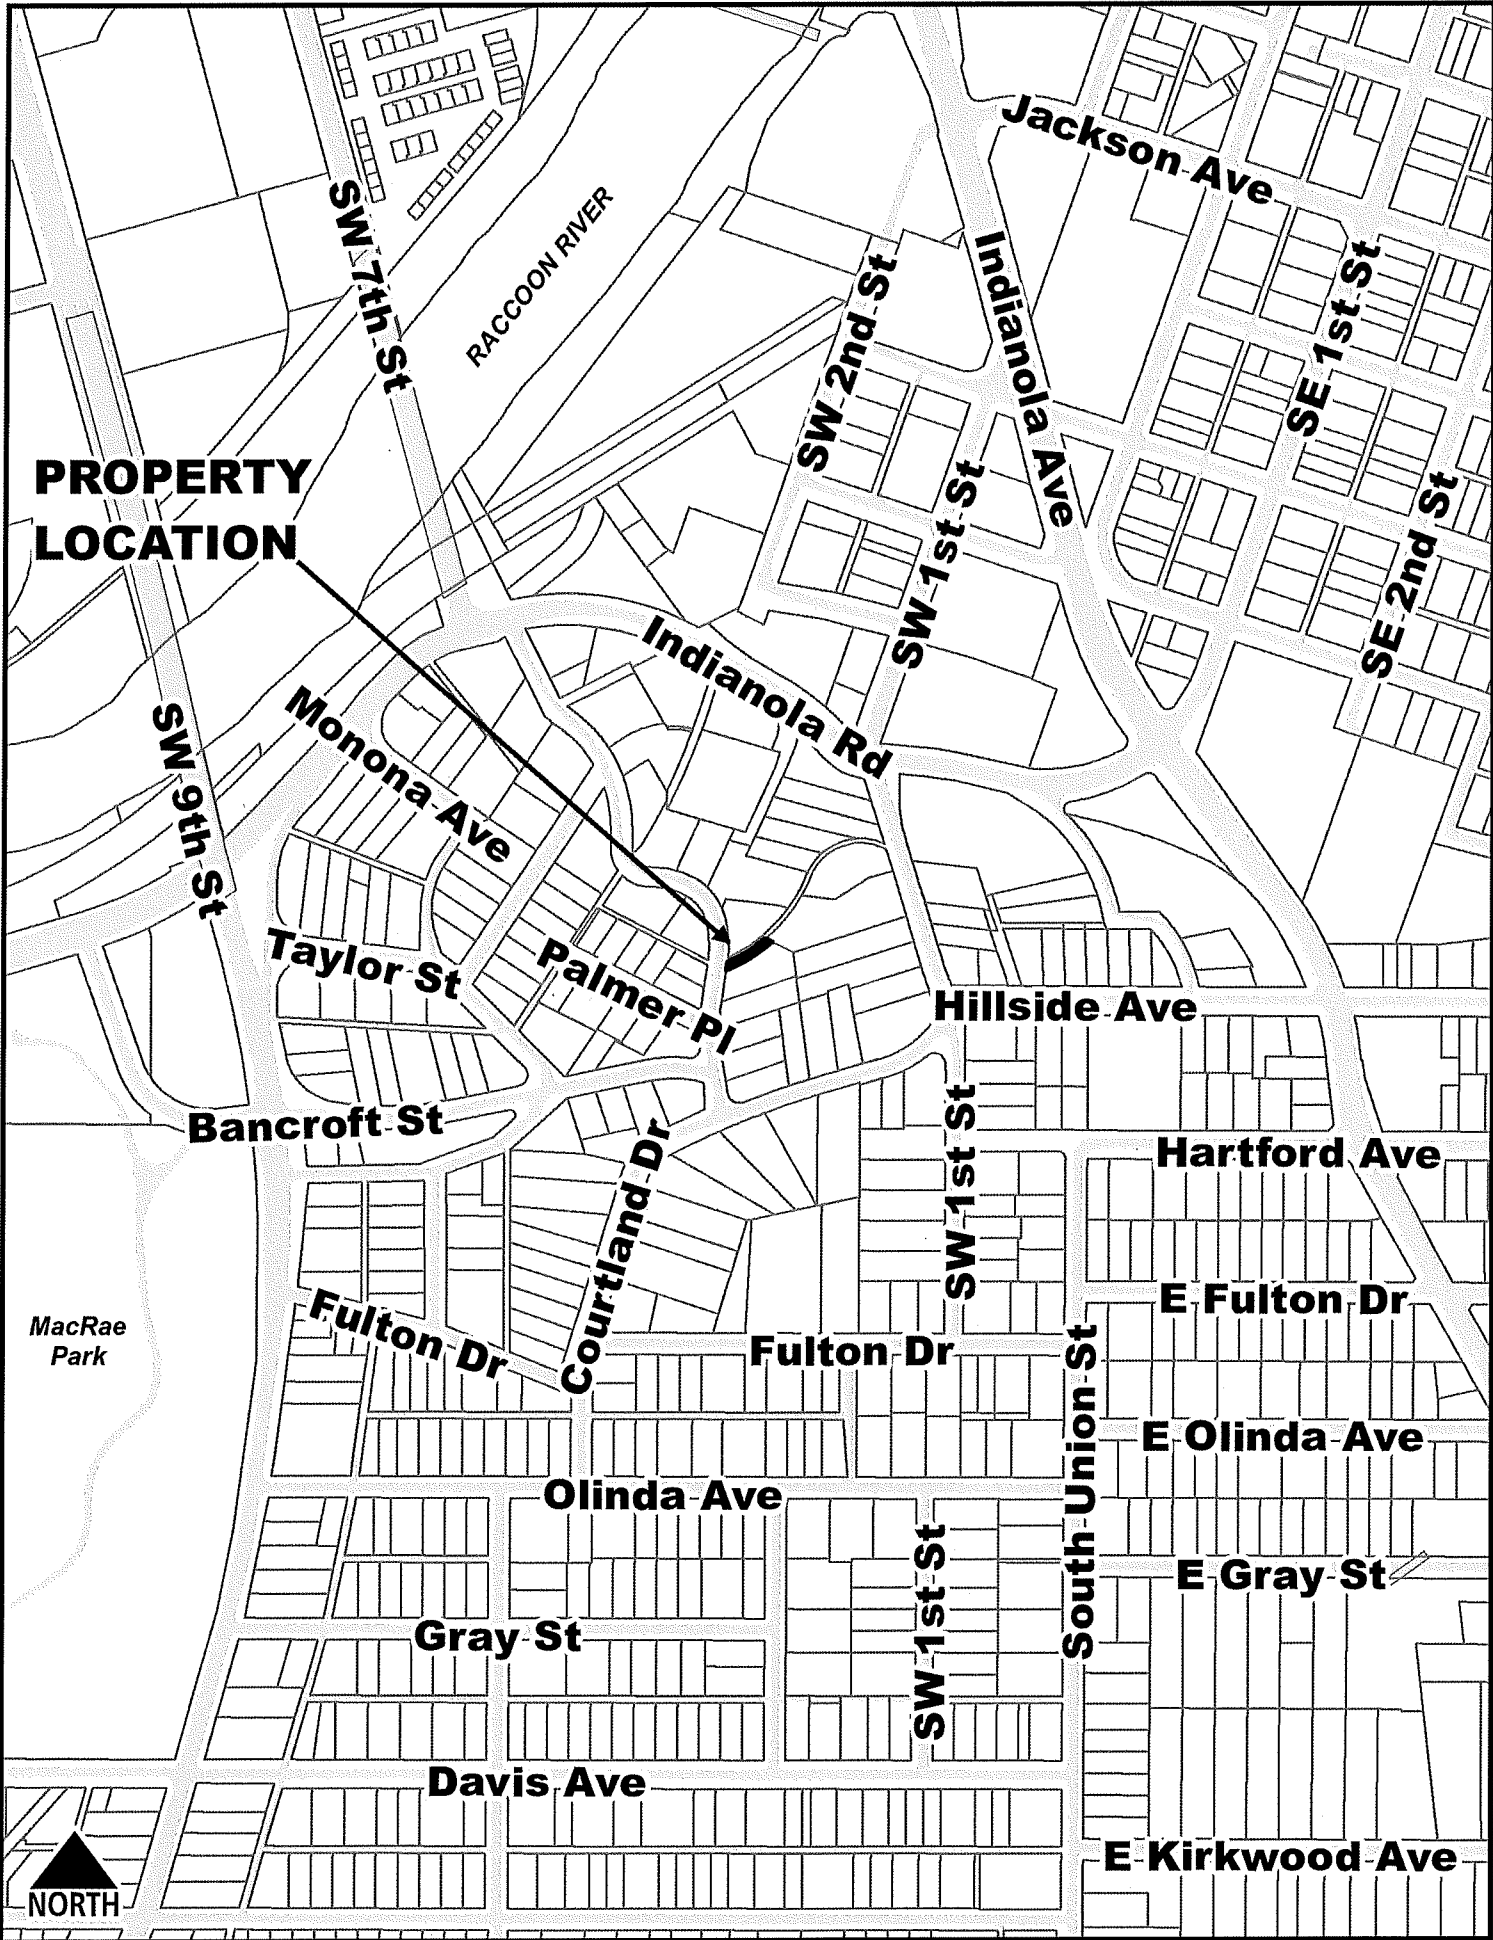 Jackson Ave
SW 7th St
RACCOON RIVER
SW 2nd St
Indianola Ave
SE 1st St
PROPERTY
LOCATION
SW 1st St
SE 2nd St
Indianola Rd
Monona Ave
SW 9th St
Taylor St
Palmer Pl
Hillside Ave
Bancroft St
Courtland Dr
SW 1st St
Hartford Ave
E Fulton Dr
MacRae
Park
Fulton Dr
Fulton Dr
South Union St
E Olinda Ave
Olinda Ave
SW 1st St
E Gray St
Gray St
Davis Ave
E Kirkwood Ave
NORTH